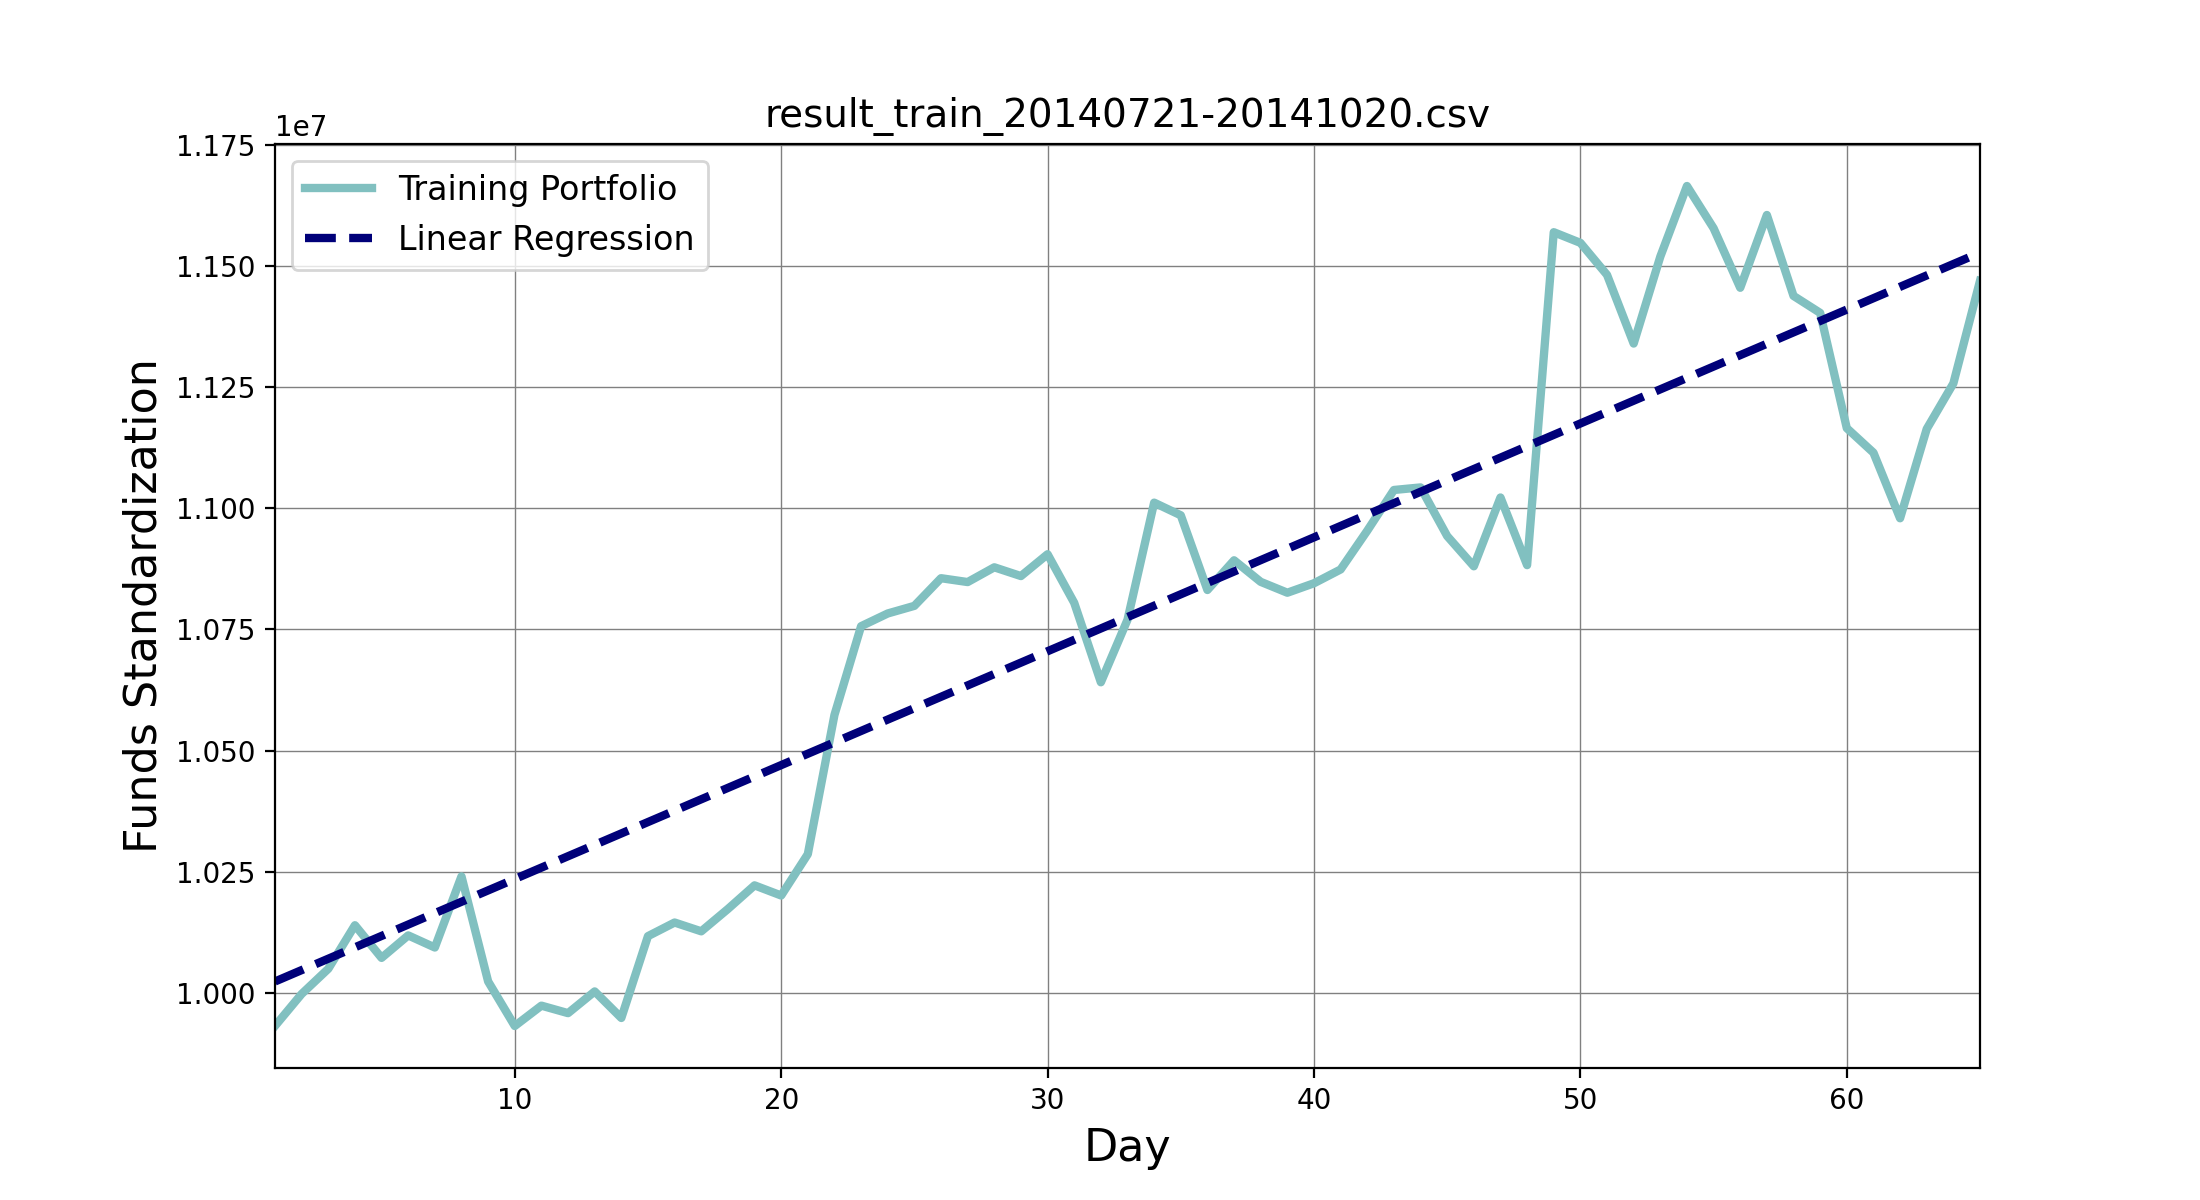 result_train_20140721-20141020.csv
1e7
1.175
1.150
1.125
1.100
1.075
1.050
1.025
1.000
Funds Standardization
Training Portfolio
Linear Regression
10 20 30 40 50 60
Day